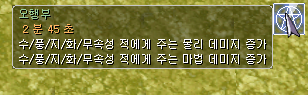 오행부
2 분 45 초
수/풍/지/화/무속성 적에게 주는 물리 데미지 증가
수/풍/지/화/무속성 적에게 주는 마법 데미지 증가